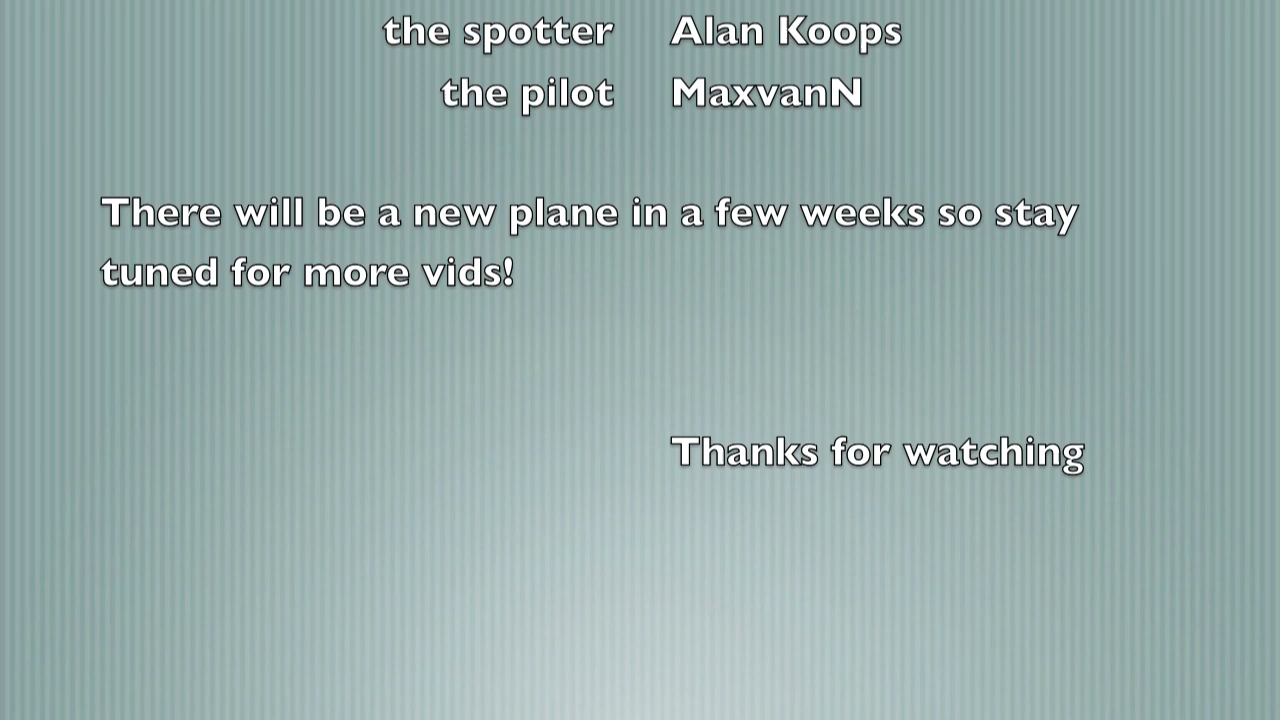 the spotter Alan Koops
the pilot MaxvanN
There will be a new plane in a few weeks so stay
tuned for more vids!
Thanks for watching